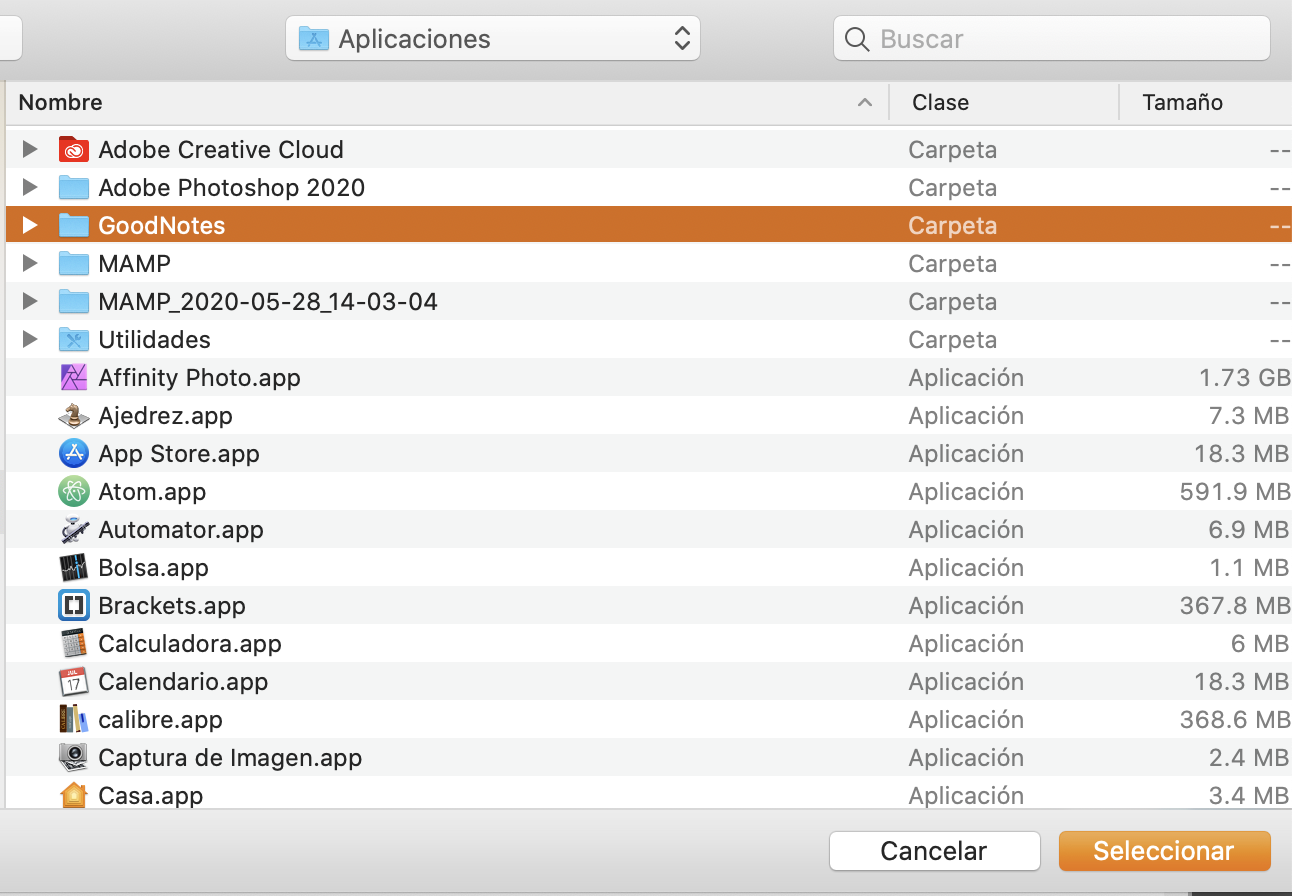 Aplicaciones Buscar
Nombre Clase Tamaño
Adobe Creative Cloud Carpeta --
Adobe Photoshop 2020 Carpeta --
GoodNotes Carpeta --
MAMP Carpeta --
MAMP_2020-05-28_14-03-04 Carpeta --
Utilidades Carpeta --
Affinity Photo.app Aplicación 1.73 GB
Ajedrez.app Aplicación 7.3 MB
App Store.app Aplicación 18.3 MB
Atom.app Aplicación 591.9 MB
Automator.app Aplicación 6.9 MB
Bolsa.app Aplicación 1.1 MB
Brackets.app Aplicación 367.8 MB
Calculadora.app Aplicación 6 MB
JUL 17 Calendario.app Aplicación 18.3 MB
calibre.app Aplicación 368.6 MB
Captura de Imagen.app Aplicación 2.4 MB
Casa.app Aplicación 3.4 MB
Cancelar Seleccionar